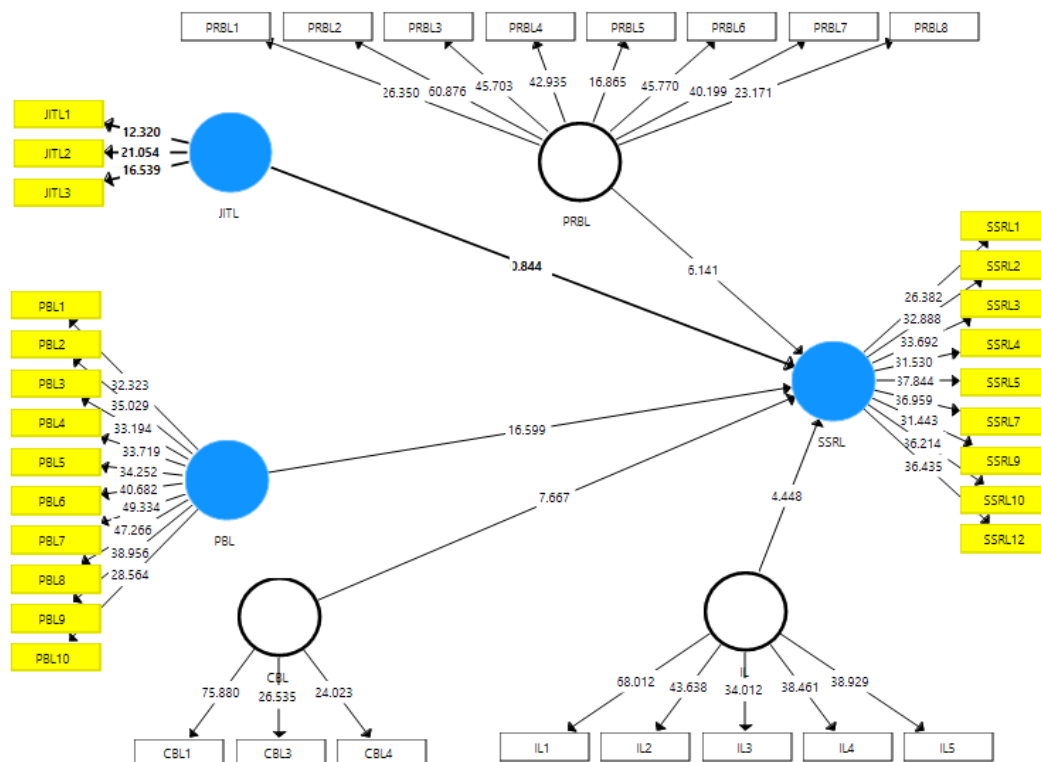 PRBL1
PRBL2
PRBL3
PRBL4
PRBL5
PRBL6
PRBL7
PRBL8
26.350
60.876
45.703
42.935
16.865
45.770
40.199
23.171
JITL1
JITL2
JITL3
12.320
21.054
16.539
JITL
PRBL
0.844
6.141
SSRL1
SSRL2
SSRL3
SSRL4
SSRL5
SSRL7
SSRL9
SSRL10
SSRL12
26.382
32.888
33.692
31.530
37.844
36.959
31.443
36.214
36.435
SSRL
PBL1
PBL2
PBL3
PBL4
PBL5
PBL6
PBL7
PBL8
PBL9
PBL10
32.323
35.029
33.194
33.719
34.252
40.682
49.334
47.266
38.956
28.564
PBL
16.599
7.667
4.448
CBL
75.880
26.535
24.023
CBL1
CBL3
CBL4
IL
68.012
43.638
34.012
38.461
38.929
IL1
IL2
IL3
IL4
IL5